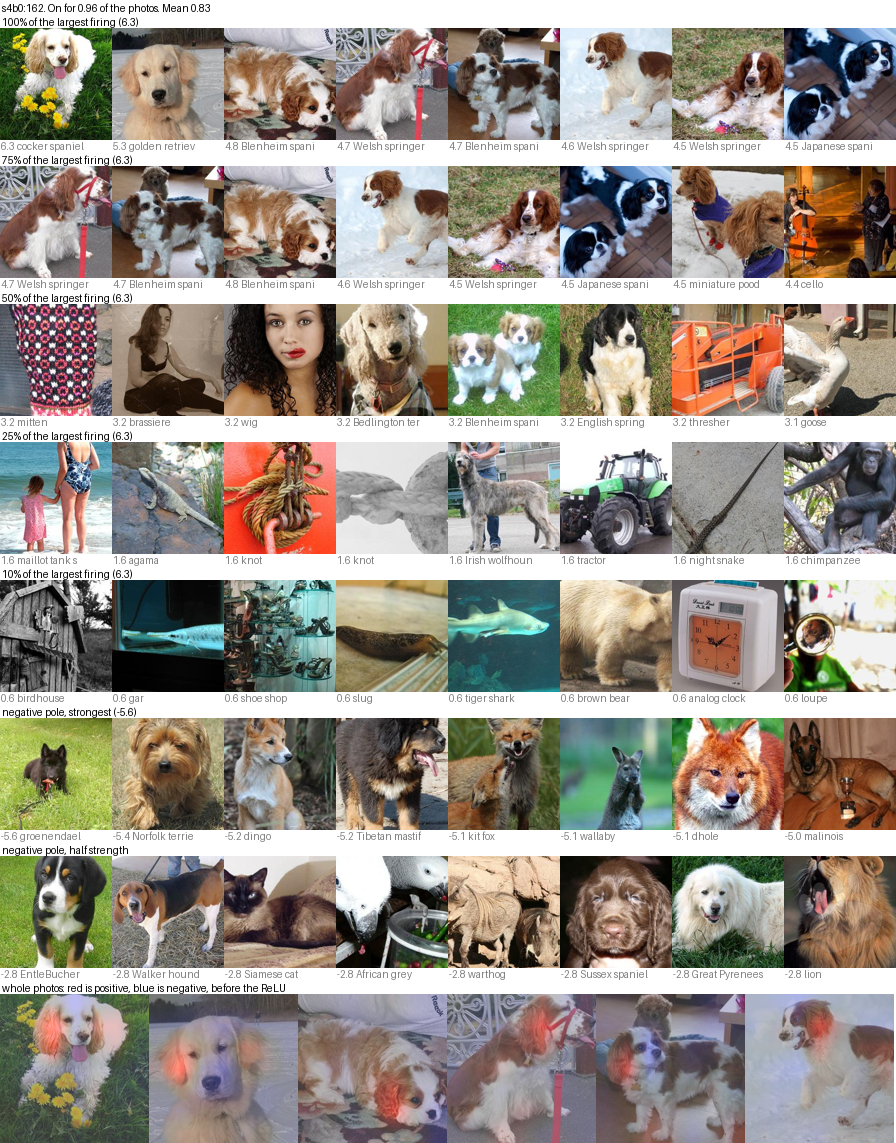 s4b0:162. On for 0.96 of the photos. Mean 0.83
100% of the largest firing (6.3)
6.3 cocker spaniel 5.3 golden retriev 4.8 Blenheim spani 4.7 Welsh springer 4.7 Blenheim spani 4.6 Welsh springer 4.5 Welsh springer 4.5 Japanese spani
75% of the largest firing (6.3)
4.7 Welsh springer 4.7 Blenheim spani 4.8 Blenheim spani 4.6 Welsh springer 4.5 Welsh springer 4.5 Japanese spani 4.5 miniature pood 4.4 cello
50% of the largest firing (6.3)
3.2 mitten 3.2 brassiere 3.2 wig 3.2 Bedlington ter 3.2 Blenheim spani 3.2 English spring 3.2 thresher 3.1 goose
25% of the largest firing (6.3)
1.6 maillot tank s 1.6 agama 1.6 knot 1.6 knot 1.6 Irish wolfhoun 1.6 tractor 1.6 night snake 1.6 chimpanzee
10% of the largest firing (6.3)
0.6 birdhouse 0.6 gar 0.6 shoe shop 0.6 slug 0.6 tiger shark 0.6 brown bear 0.6 analog clock 0.6 loupe
negative pole, strongest (-5.6)
-5.6 groenendael -5.4 Norfolk terrie -5.2 dingo -5.2 Tibetan mastif -5.1 kit fox -5.1 wallaby -5.1 dhole -5.0 malinois
negative pole, half strength
-2.8 EntleBucher -2.8 Walker hound -2.8 Siamese cat -2.8 African grey -2.8 warthog -2.8 Sussex spaniel -2.8 Great Pyrenees -2.8 lion
whole photos: red is positive, blue is negative, before the ReLU